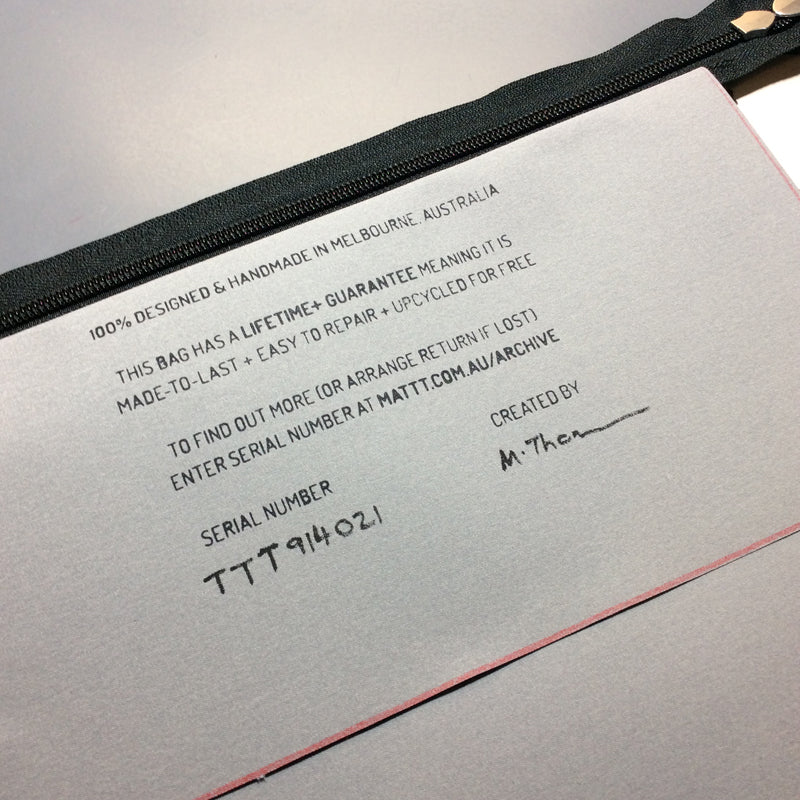 100% DESIGNED & HANDMADE IN MELBOURNE, AUSTRALIA
THIS BAG HAS A LIFETIME+ GUARANTEE MEANING IT IS
MADE-TO-LAST + EASY TO REPAIR + UPCYCLED FOR FREE
TO FIND OUT MORE (OR ARRANGE RETURN IF LOST)
ENTER SERIAL NUMBER AT MATTT.COM.AU/ARCHIVE
SERIAL NUMBER
TTT914021
CREATED BY
M. Thom